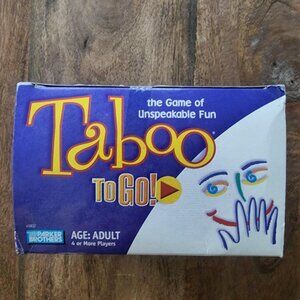 the Game of
Unspeakable Fun
Taboo
TO GO!
PARKER
BROTHERS
AGE: ADULT
4 or More Players